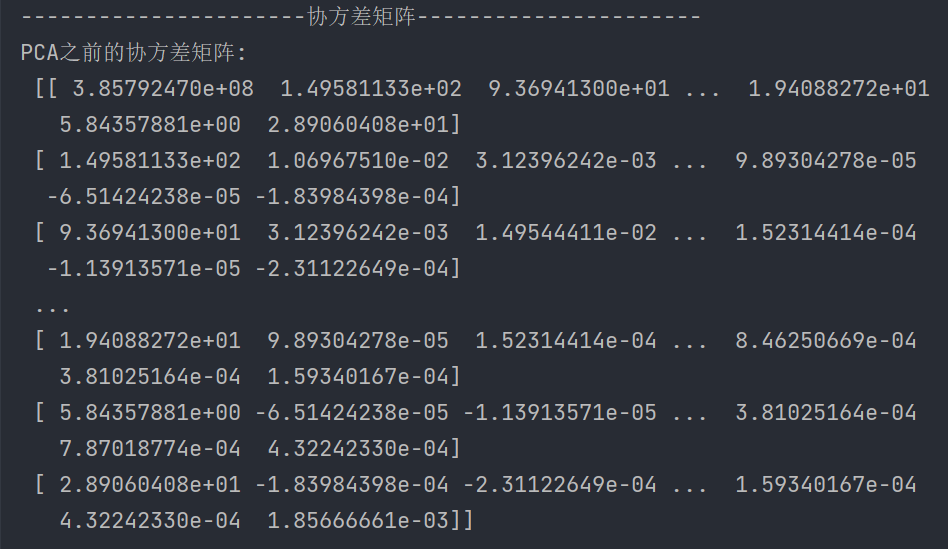 ----------------------协方差矩阵----------------------
PCA之前的协方差矩阵:
[[ 3.85792470e+08  1.49581133e+02  9.36941300e+01 ...  1.94088272e+01
5.84357881e+00  2.89060408e+01]
[ 1.49581133e+02  1.06967510e-02  3.12396242e-03 ...  9.89304278e-05
-6.51424238e-05 -1.83984398e-04]
[ 9.36941300e+01  3.12396242e-03  1.49544411e-02 ...  1.52314414e-04
-1.13913571e-05 -2.31122649e-04]
...
[ 1.94088272e+01  9.89304278e-05  1.52314414e-04 ...  8.46250669e-04
3.81025164e-04  1.59340167e-04]
[ 5.84357881e+00 -6.51424238e-05 -1.13913571e-05 ...  3.81025164e-04
7.87018774e-04  4.32242330e-04]
[ 2.89060408e+01 -1.83984398e-04 -2.31122649e-04 ...  1.59340167e-04
4.32242330e-04  1.85666661e-03]]